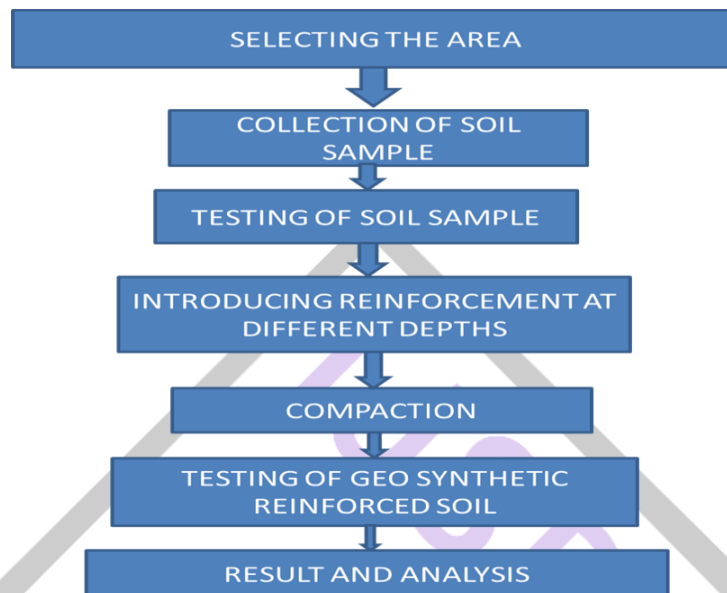 SELECTING THE AREA
COLLECTION OF SOIL
SAMPLE
TESTING OF SOIL SAMPLE
INTRODUCING REINFORCEMENT AT
DIFFERENT DEPTHS
COMPACTION
TESTING OF GEO SYNTHETIC
REINFORCED SOIL
RESULT AND ANALYSIS